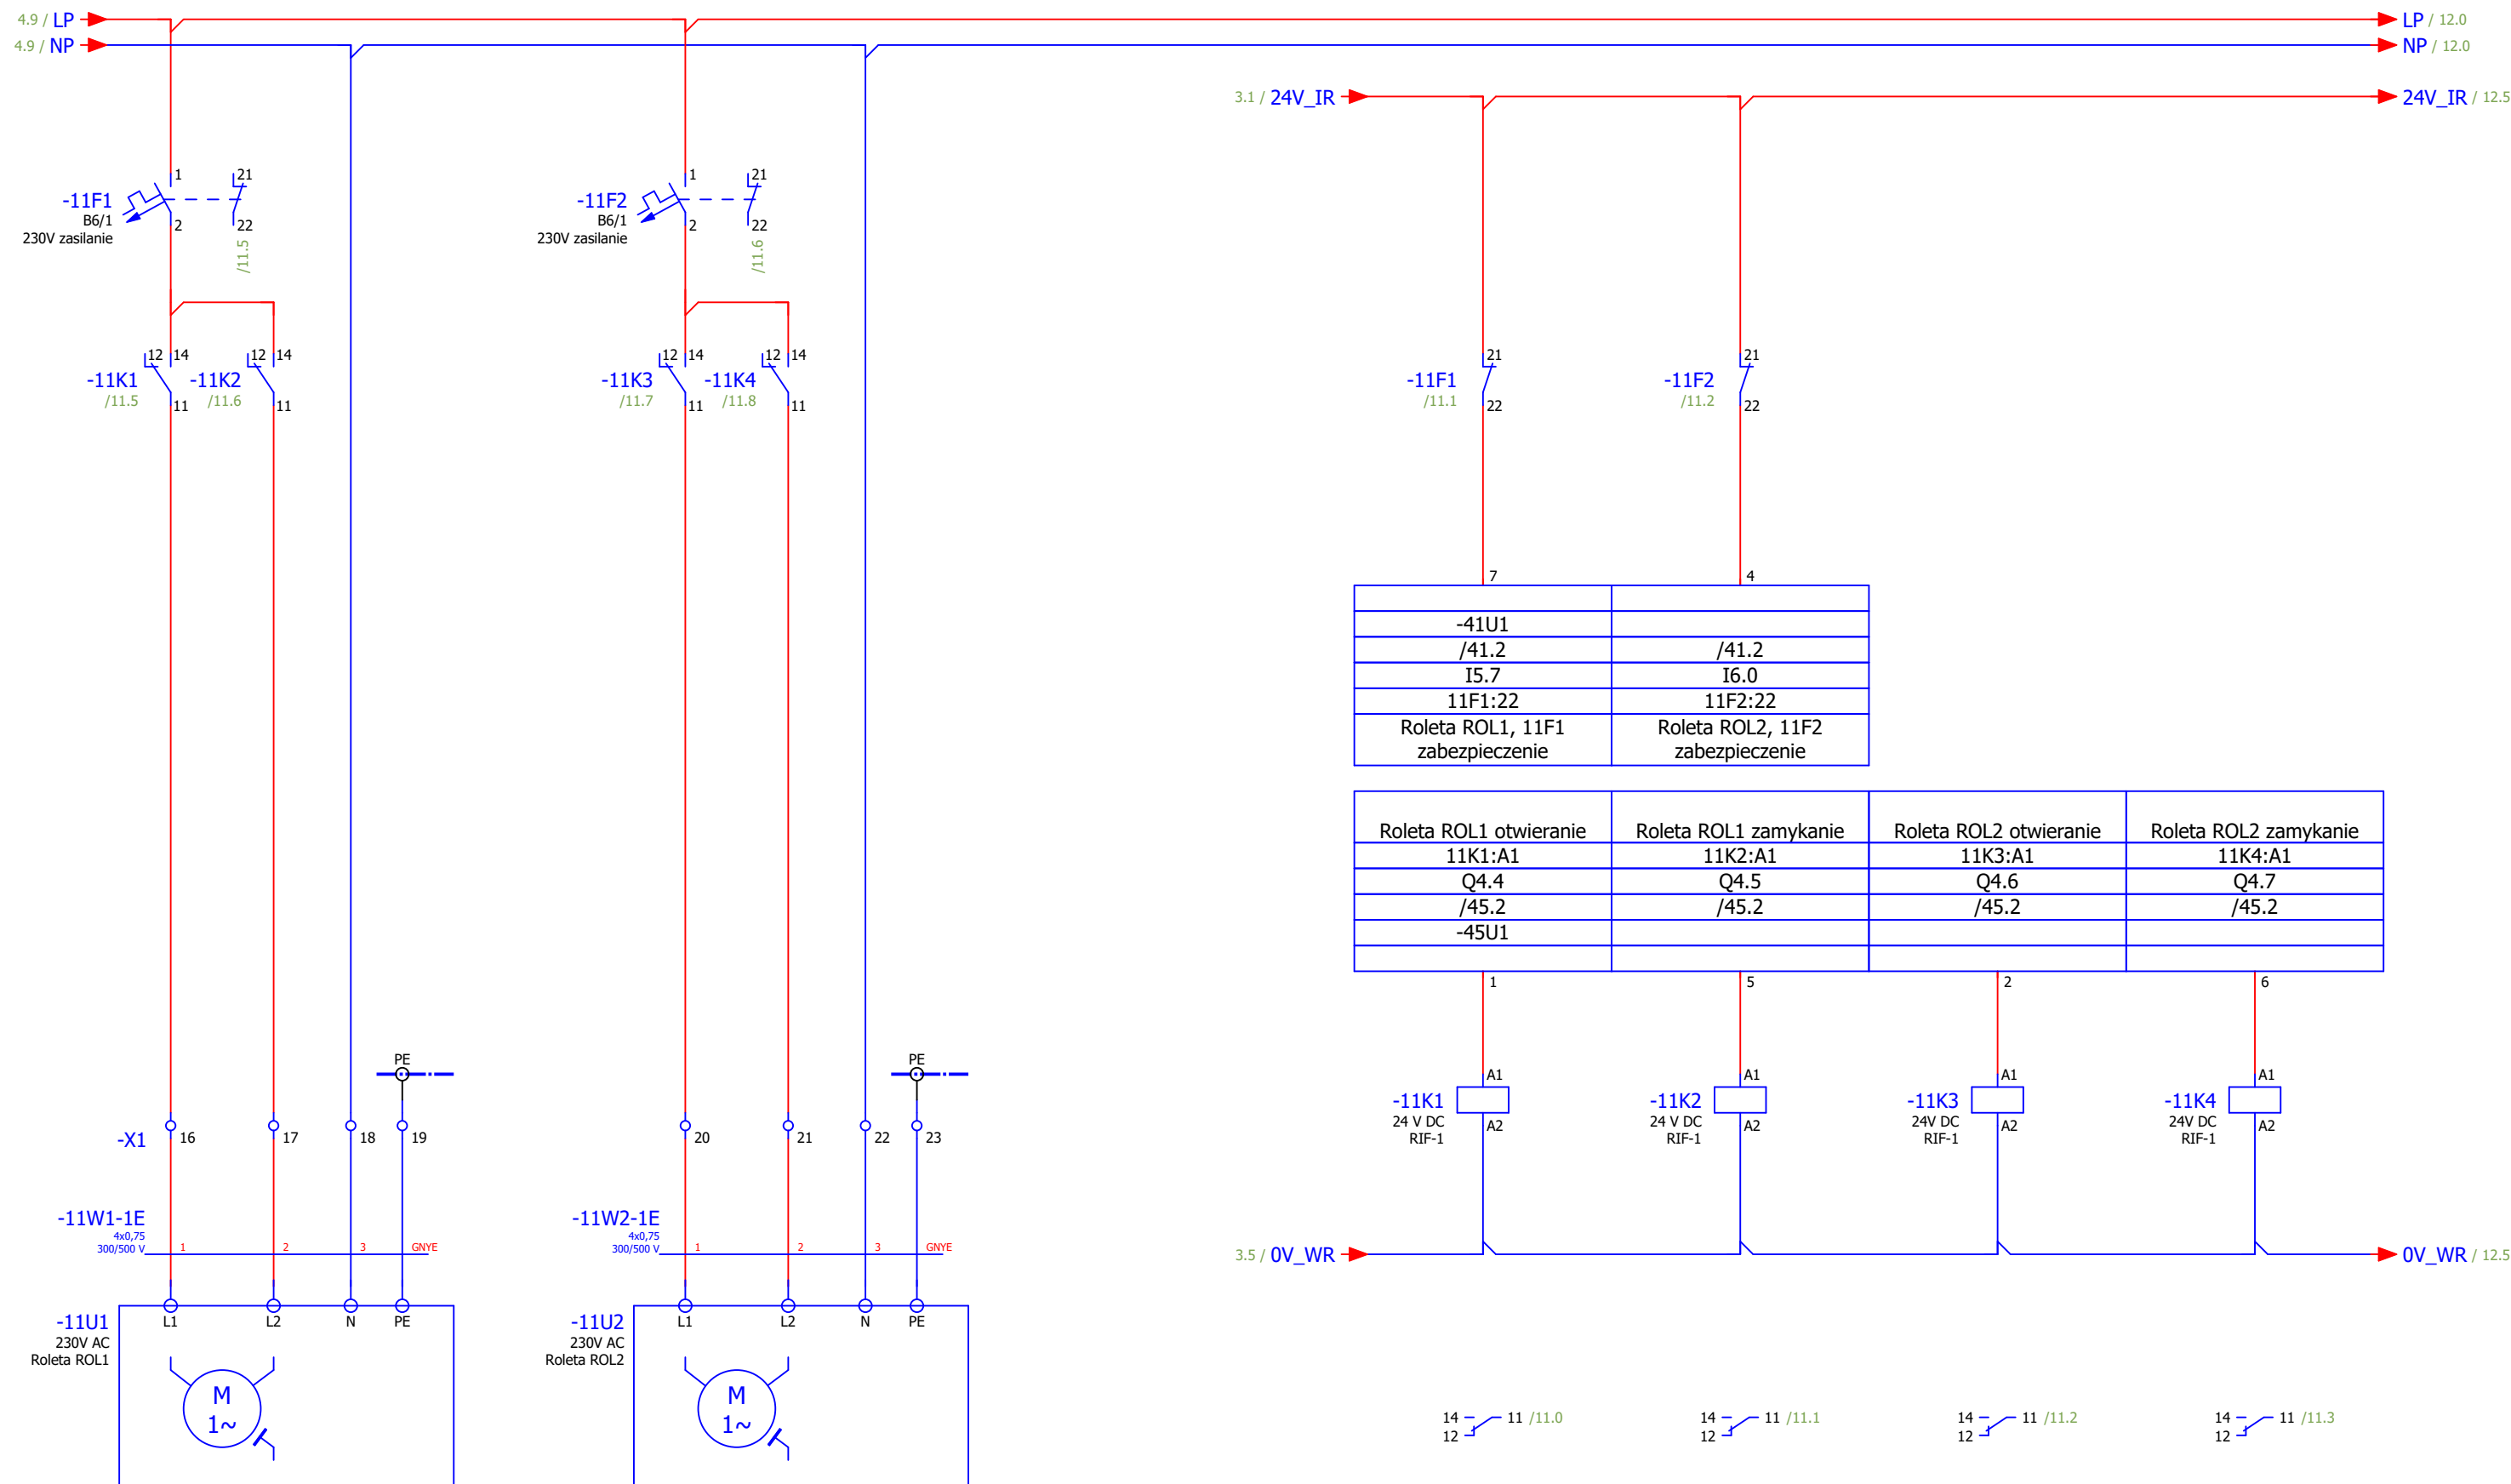 4.9 / LP
LP / 12.0
4.9 / NP
NP / 12.0
3.1 / 24V_IR
24V_IR / 12.5
-11F1
B6/1
230V zasilanie
1
2
21
22
/11.5
-11F2
B6/1
230V zasilanie
1
2
21
22
/11.6
-11K1
/11.5
12 14
11
-11K2
/11.6
12 14
11
-11K3
/11.7
12 14
11
-11K4
/11.8
12 14
11
-11F1
/11.1
21
22
-11F2
/11.2
21
22
7
4
-41U1
/41.2 /41.2
I5.7 I6.0
11F1:22 11F2:22
Roleta ROL1, 11F1
zabezpieczenie
Roleta ROL2, 11F2
zabezpieczenie
Roleta ROL1 otwieranie Roleta ROL1 zamykanie Roleta ROL2 otwieranie Roleta ROL2 zamykanie
11K1:A1 11K2:A1 11K3:A1 11K4:A1
Q4.4 Q4.5 Q4.6 Q4.7
/45.2 /45.2 /45.2 /45.2
-45U1
1 5 2 6
-11K1
24 V DC
RIF-1
A1
A2
-11K2
24 V DC
RIF-1
A1
A2
-11K3
24V DC
RIF-1
A1
A2
-11K4
24V DC
RIF-1
A1
A2
PE
PE
-X1
16 17 18 19
20 21 22 23
-11W1-1E
4x0,75
300/500 V
1 2 3 GNYE
-11W2-1E
4x0,75
300/500 V
1 2 3 GNYE
3.5 / 0V_WR
0V_WR / 12.5
-11U1
230V AC
Roleta ROL1
L1 L2 N PE
M
1~
-11U2
230V AC
Roleta ROL2
L1 L2 N PE
M
1~
14 11 /11.0
12
14 11 /11.1
12
14 11 /11.2
12
14 11 /11.3
12